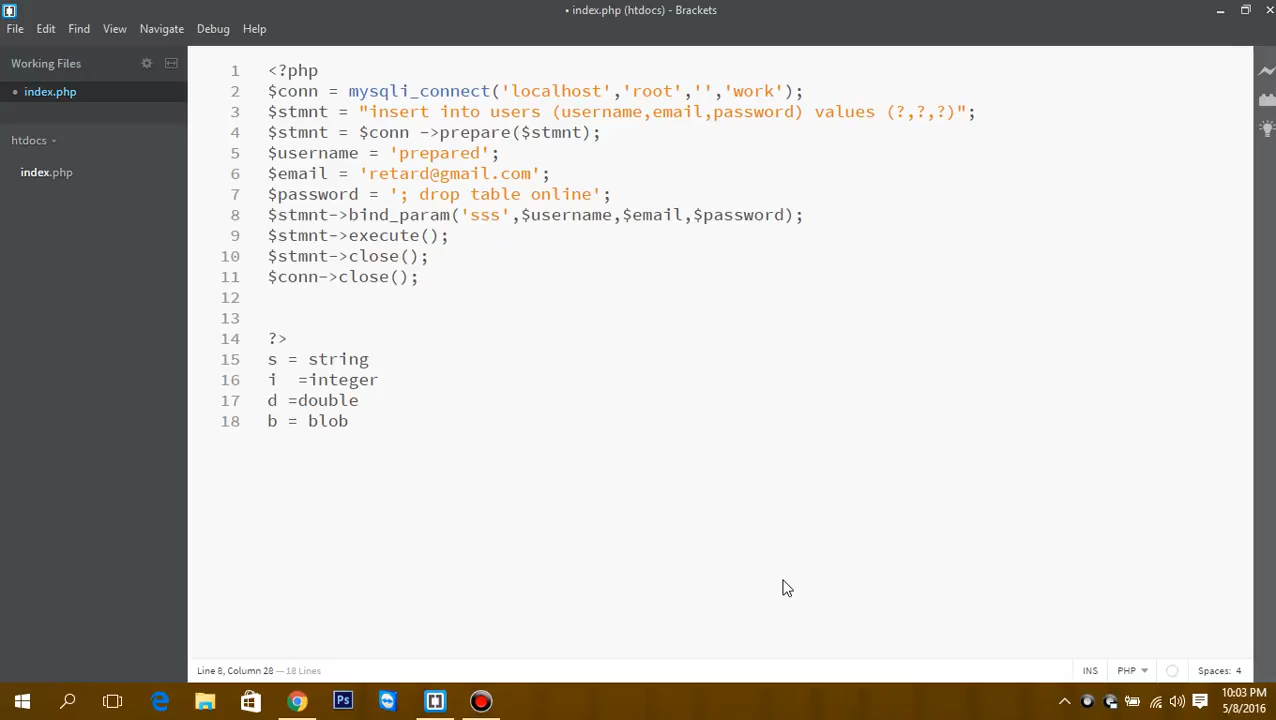 • index.php (htdocs) - Brackets
File Edit Find View Navigate Debug Help
Working Files
• index.php
htdocs
index.php
1 <?php
2 $conn = mysqli_connect('localhost','root','','work');
3 $stmnt = "insert into users (username,email,password) values (?,?,?)";
4 $stmnt = $conn ->prepare($stmnt);
5 $username = 'prepared';
6 $email = 'retard@gmail.com';
7 $password = '; drop table online';
8 $stmnt->bind_param('sss',$username,$email,$password);
9 $stmnt->execute();
10 $stmnt->close();
11 $conn->close();
12
13
14 ?>
15 s = string
16 i  =integer
17 d =double
18 b = blob
Line 8, Column 28 — 18 Lines
INS PHP Spaces: 4
Ps
10:03 PM
5/8/2016